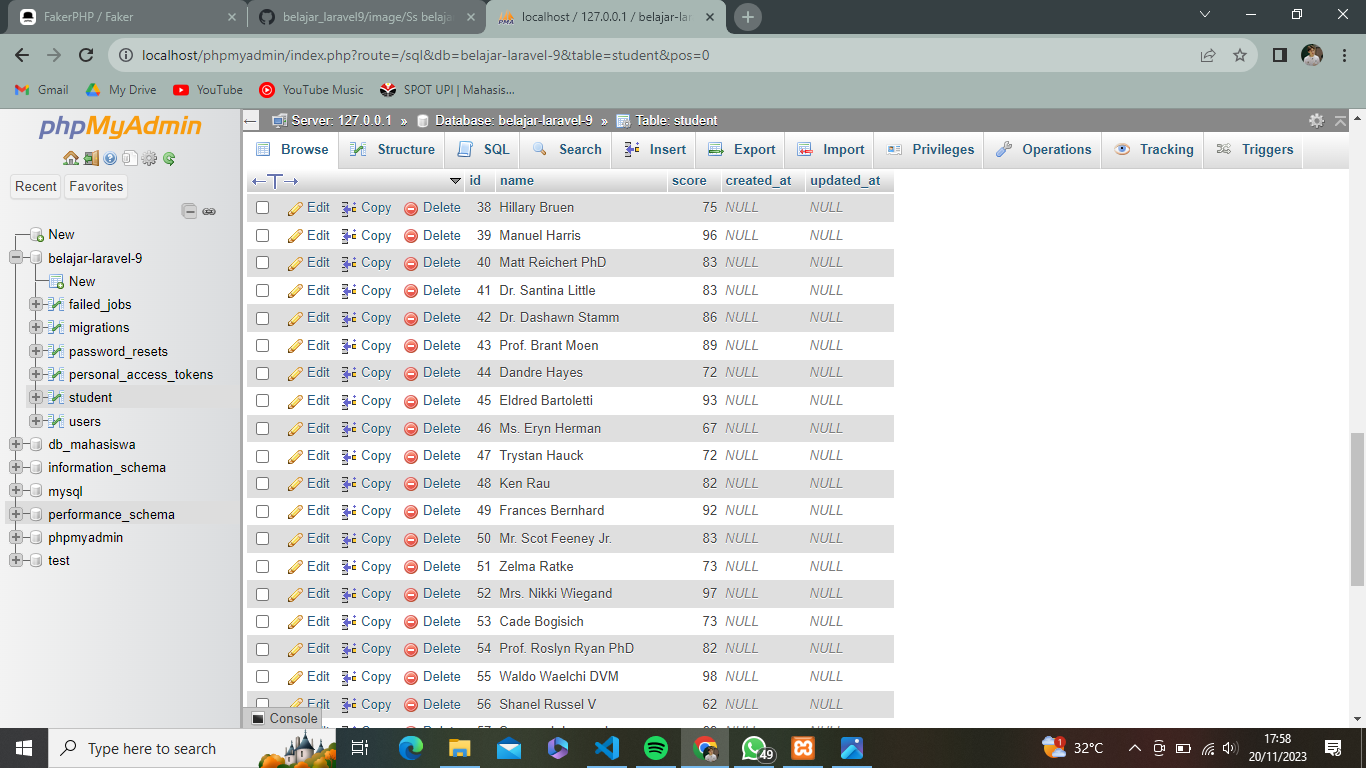 FakerPHP / Faker
belajar_laravel9/image/Ss belaja
localhost / 127.0.0.1 / belajar-lar
localhost/phpmyadmin/index.php?route=/sql&db=belajar-laravel-9&table=student&pos=0
Gmail My Drive YouTube YouTube Music SPOT UPI | Mahasis...
phpMyAdmin
Recent Favorites
New
belajar-laravel-9
New
failed_jobs
migrations
password_resets
personal_access_tokens
student
users
db_mahasiswa
information_schema
mysql
performance_schema
phpmyadmin
test
Server: 127.0.0.1 » Database: belajar-laravel-9 » Table: student
Browse Structure SQL Search Insert Export Import Privileges Operations Tracking Triggers
id name score created_at updated_at
Edit Copy Delete 38 Hillary Bruen 75 NULL NULL
Edit Copy Delete 39 Manuel Harris 96 NULL NULL
Edit Copy Delete 40 Matt Reichert PhD 83 NULL NULL
Edit Copy Delete 41 Dr. Santina Little 83 NULL NULL
Edit Copy Delete 42 Dr. Dashawn Stamm 86 NULL NULL
Edit Copy Delete 43 Prof. Brant Moen 89 NULL NULL
Edit Copy Delete 44 Dandre Hayes 72 NULL NULL
Edit Copy Delete 45 Eldred Bartoletti 93 NULL NULL
Edit Copy Delete 46 Ms. Eryn Herman 67 NULL NULL
Edit Copy Delete 47 Trystan Hauck 72 NULL NULL
Edit Copy Delete 48 Ken Rau 82 NULL NULL
Edit Copy Delete 49 Frances Bernhard 92 NULL NULL
Edit Copy Delete 50 Mr. Scot Feeney Jr. 83 NULL NULL
Edit Copy Delete 51 Zelma Ratke 73 NULL NULL
Edit Copy Delete 52 Mrs. Nikki Wiegand 97 NULL NULL
Edit Copy Delete 53 Cade Bogisich 73 NULL NULL
Edit Copy Delete 54 Prof. Roslyn Ryan PhD 82 NULL NULL
Edit Copy Delete 55 Waldo Waelchi DVM 98 NULL NULL
Edit Copy Delete 56 Shanel Russel V 62 NULL NULL
Console
Type here to search
49
1
32°C
17:58
20/11/2023